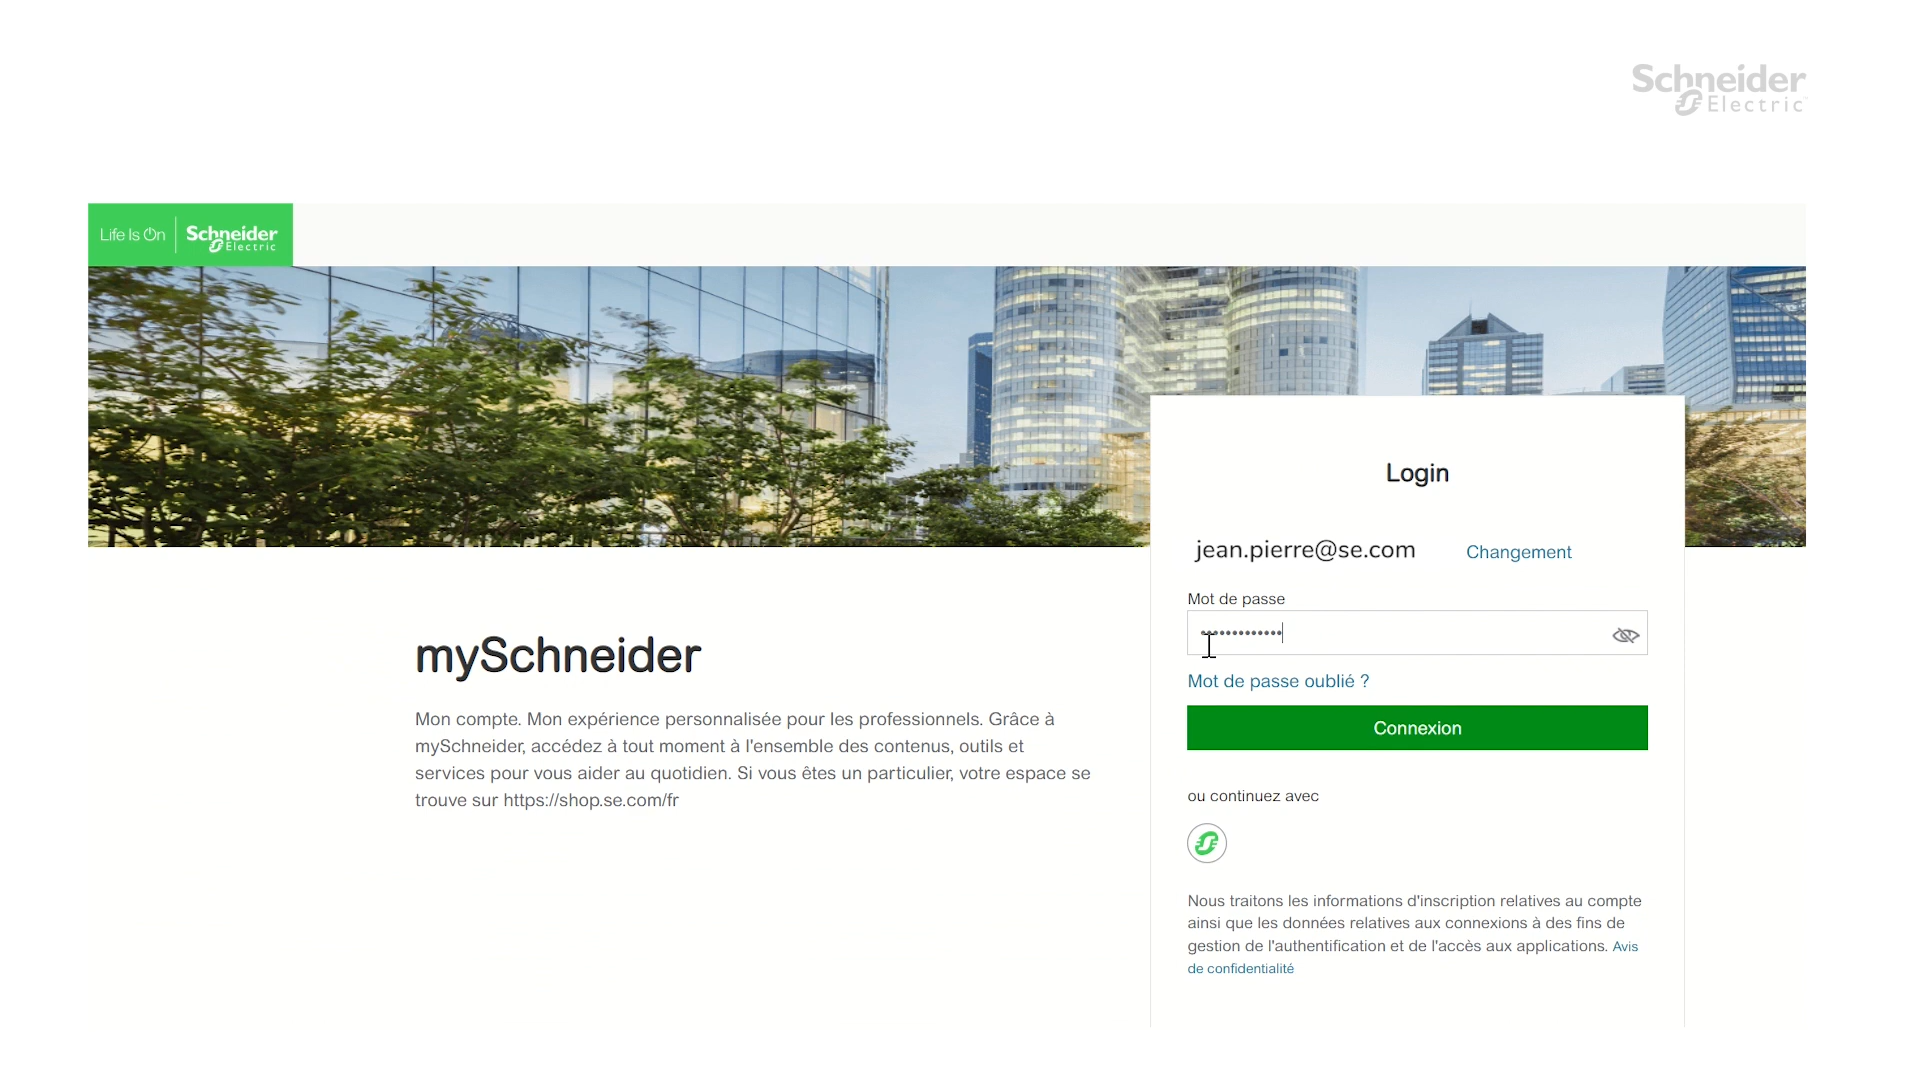 Schneider
Electric
Life Is On
Schneider
Electric
Login
jean.pierre@se.com Changement
Mot de passe
•••••••••••••
Mot de passe oublié ?
Connexion
ou continuez avec
Nous traitons les informations d'inscription relatives au compte
ainsi que les données relatives aux connexions à des fins de
gestion de l'authentification et de l'accès aux applications. Avis
de confidentialité
mySchneider
Mon compte. Mon expérience personnalisée pour les professionnels. Grâce à
mySchneider, accédez à tout moment à l'ensemble des contenus, outils et
services pour vous aider au quotidien. Si vous êtes un particulier, votre espace se
trouve sur https://shop.se.com/fr